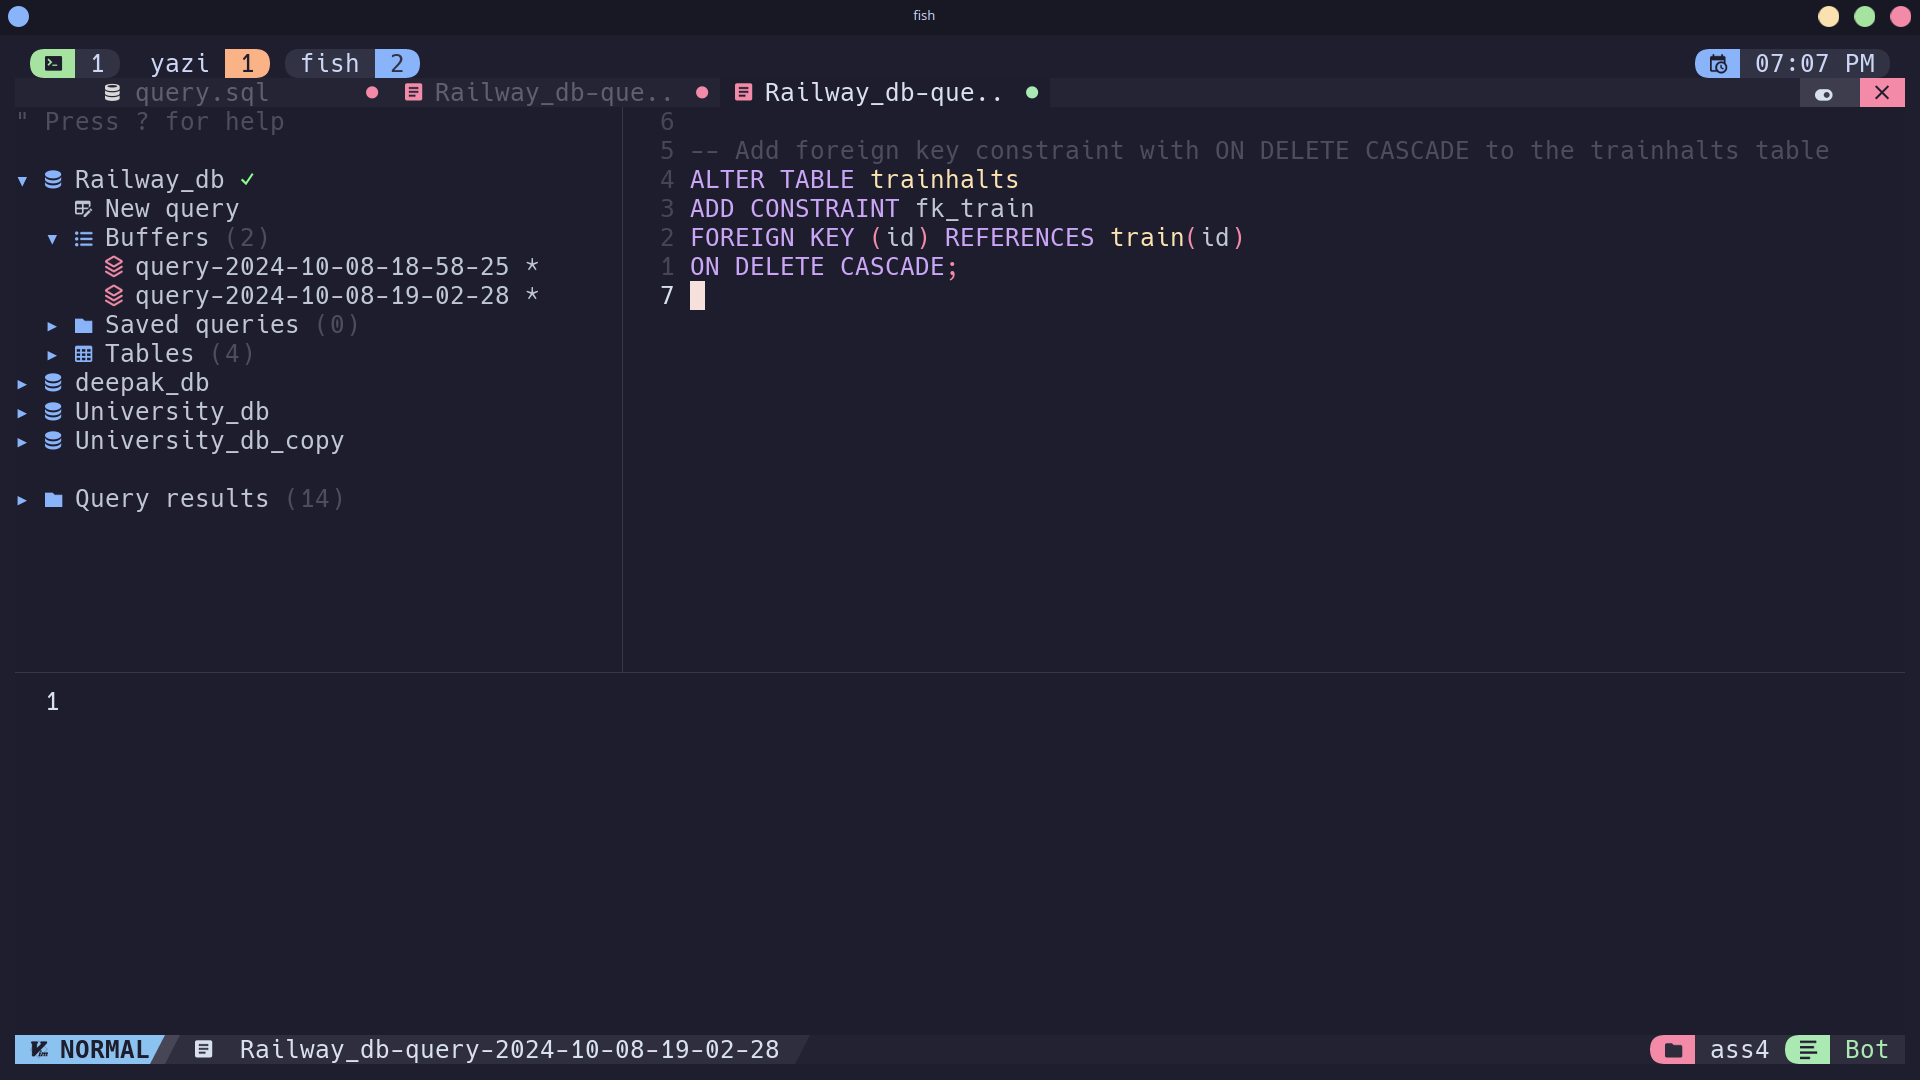 fish
1 yazi 1 fish 2 07:07 PM
query.sql Railway_db-que.. Railway_db-que..
" Press ? for help
Railway_db
New query
Buffers (2)
query-2024-10-08-18-58-25 *
query-2024-10-08-19-02-28 *
Saved queries (0)
Tables (4)
deepak_db
University_db
University_db_copy
Query results (14)
6
5 -- Add foreign key constraint with ON DELETE CASCADE to the trainhalts table
4 ALTER TABLE trainhalts
3 ADD CONSTRAINT fk_train
2 FOREIGN KEY (id) REFERENCES train(id)
1 ON DELETE CASCADE;
7
1
NORMAL Railway_db-query-2024-10-08-19-02-28 ass4 Bot